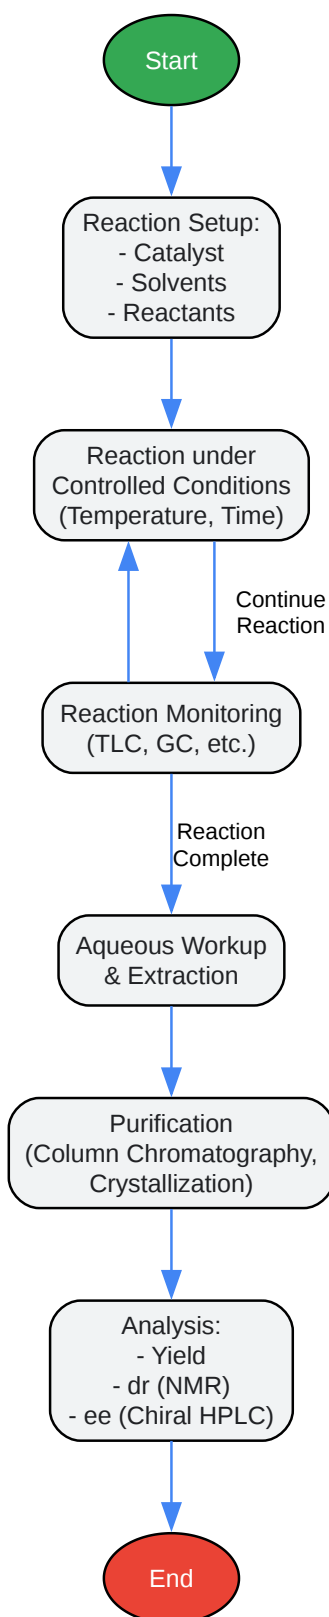 Start
Reaction Setup:
- Catalyst
- Solvents
- Reactants
Reaction under
Controlled Conditions
(Temperature, Time)
Continue
Reaction
Reaction Monitoring
(TLC, GC, etc.)
Reaction
Complete
Aqueous Workup
& Extraction
Purification
(Column Chromatography,
Crystallization)
Analysis:
- Yield
- dr (NMR)
- ee (Chiral HPLC)
End